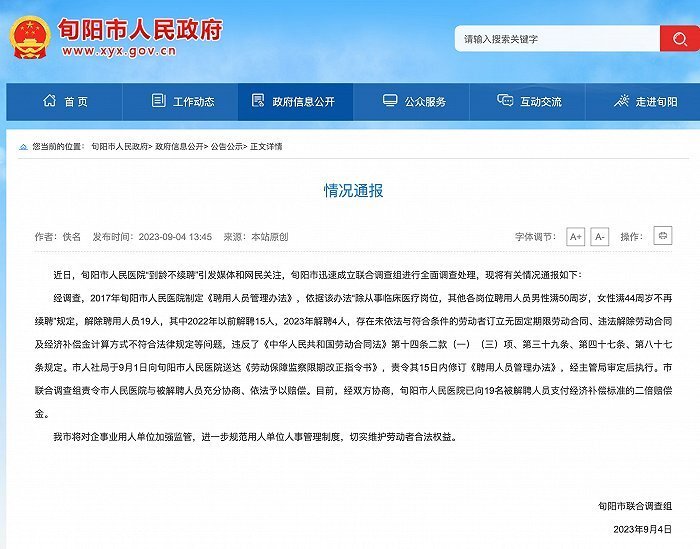 旬阳市人民政府
www.xyx.gov.cn
请输入搜索关键字
首 页
工作动态
政府信息公开
公众服务
互动交流
走进旬阳
您当前的位置： 旬阳市人民政府> 政府信息公开> 公告公示> 正文详情
情况通报
作者：佚名 发布时间：2023-09-04 13:45 来源：本站原创 字体调节： A+ A- 操作：
近日，旬阳市人民医院“到龄不续聘”引发媒体和网民关注，旬阳市迅速成立联合调查组进行全面调查处理，现将有关情况通报如下：
经调查，2017年旬阳市人民医院制定《聘用人员管理办法》，依据该办法“除从事临床医疗岗位，其他各岗位聘用人员男性满50周岁，女性满44周岁不再
续聘”规定，解除聘用人员19人，其中2022年以前解聘15人，2023年解聘4人，存在未依法与符合条件的劳动者订立无固定期限劳动合同、违法解除劳动合同
及经济补偿金计算方式不符合法律规定等问题，违反了《中华人民共和国劳动合同法》第十四条二款（一）（三）项、第三十九条、第四十七条、第八十七
条规定。市人社局于9月1日向旬阳市人民医院送达《劳动保障监察限期改正指令书》，责令其15日内修订《聘用人员管理办法》，经主管局审定后执行。市
联合调查组责令市人民医院与被解聘人员充分协商、依法予以赔偿。目前，经双方协商，旬阳市人民医院已向19名被解聘人员支付经济补偿标准的二倍赔偿
金。
我市将对企事业用人单位加强监管，进一步规范用人单位人事管理制度，切实维护劳动者合法权益。
旬阳市联合调查组
2023年9月4日